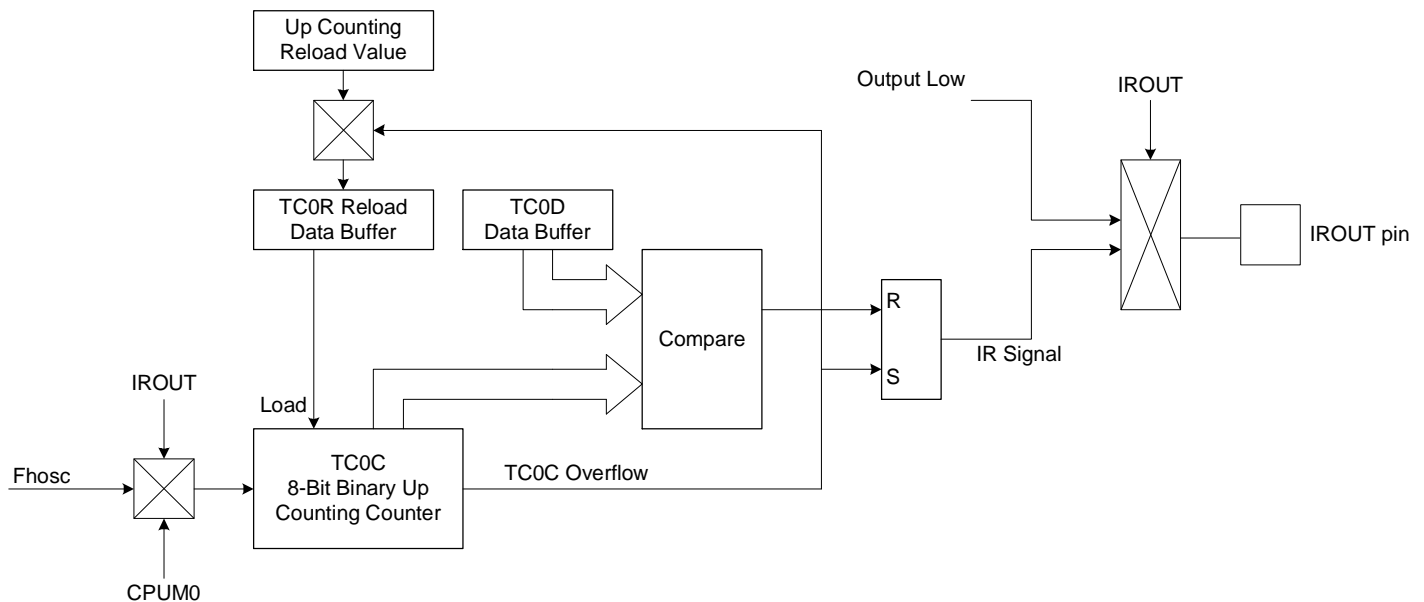 Up Counting
Reload Value
Output Low
IROUT
TC0R Reload
Data Buffer
TC0D
Data Buffer
IROUT pin
R
Compare
IR Signal
S
IROUT
Load
TC0C
8-Bit Binary Up
Counting Counter
TC0C Overflow
Fhosc
CPUM0